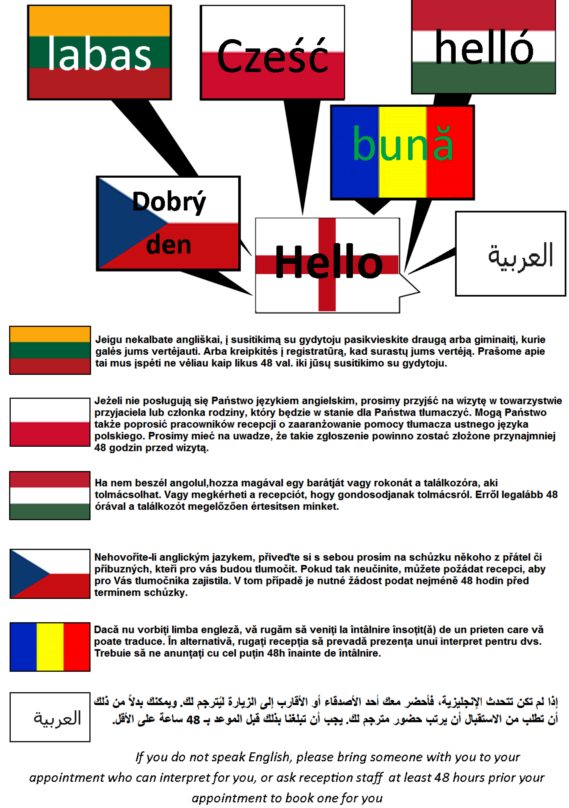 labas
Cześć
helló
bună
Dobrý
den
Hello
العربية
Jeigu nekalbate angliškai, į susitikimą su gydytoju pasikvieskite draugą arba giminaitį, kurie
galės jums vertėjauti. Arba kreipkitės į registratūrą, kad surastų jums vertėją. Prašome apie
tai mus įspėti ne vėliau kaip likus 48 val. iki jūsų susitikimo su gydytoju.
Jeżeli nie posługują się Państwo językiem angielskim, prosimy przyjść na wizytę w towarzystwie
przyjaciela lub członka rodziny, który będzie w stanie dla Państwa tłumaczyć. Mogą Państwo
także poprosić pracowników recepcji o zaaranżowanie pomocy tłumacza ustnego języka
polskiego. Prosimy mieć na uwadze, że takie zgłoszenie powinno zostać złożone przynajmniej
48 godzin przed wizytą.
Ha nem beszél angolul,hozza magával egy barátját vagy rokonát a találkozóra, aki
tolmácsolhat. Vagy megkérheti a recepciót, hogy gondosodjanak tolmácsról. Erről legalább 48
órával a találkozót megelőzően értesitsen minket.
Nehovoříte-li anglickým jazykem, přiveďte si s sebou prosím na schůzku někoho z přátel či
příbuzných, kteří pro vás budou tlumočit. Pokud tak neučiníte, můžete požádat recepci, aby
pro Vás tlumočníka zajistila. V tom případě je nutné žádost podat nejméně 48 hodin před
termínem schůzky.
Dacă nu vorbiți limba engleză, vă rugăm să veniți la întâlnire însoțit(ă) de un prieten care vă
poate traduce. În alternativă, rugați recepția să prevadă prezența unui interpret pentru dvs.
Trebuie să ne anunțați cu cel puțin 48h înainte de întâlnire.
العربية
إذا لم تكن تتحدث الإنجليزية، فأحضر معك أحد الأصدقاء أو الأقارب إلى الزيارة ليُترجم لك. ويمكنك بدلاً من ذلك
أن تطلب من الاستقبال أن يرتب حضور مترجم لك. يجب أن تبلغنا بذلك قبل الموعد بـ 48 ساعة على الأقل.
If you do not speak English, please bring someone with you to your
appointment who can interpret for you, or ask reception staff at least 48 hours prior your
appointment to book one for you